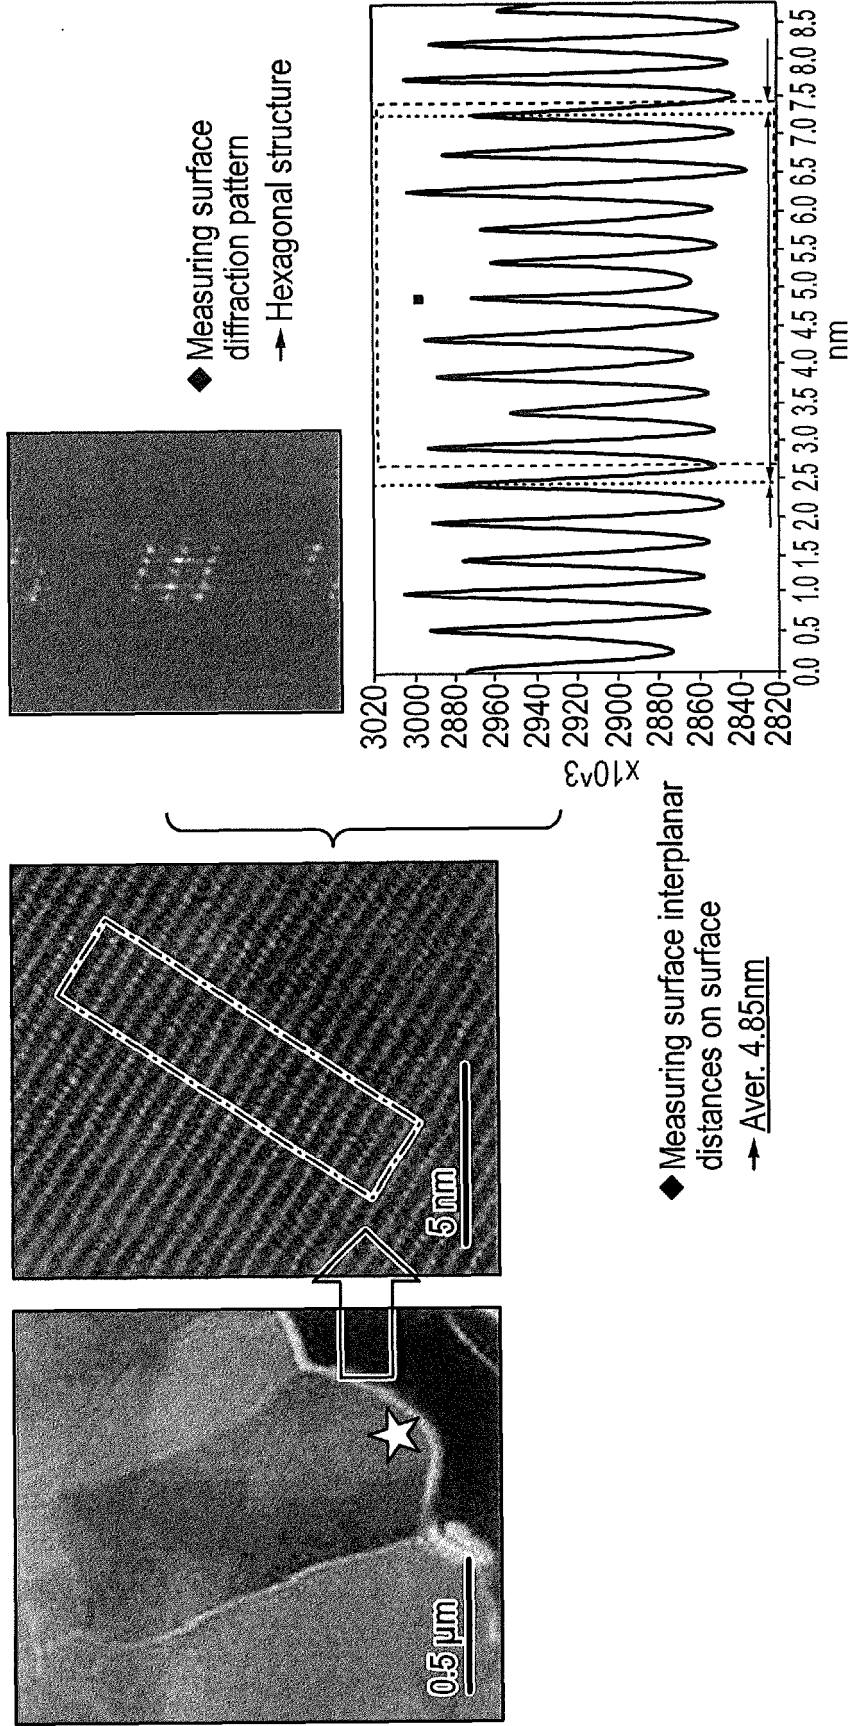 0.5 μm
5 nm
◆ Measuring surface
diffraction pattern
→ Hexagonal structure
3020
3000
2880
2960
2940
2920
2900
2880
2860
2840
2820
x10^3
0.0 0.5 1.0 1.5 2.0 2.5 3.0 3.5 4.0 4.5 5.0 5.5 6.0 6.5 7.0 7.5 8.0 8.5
nm
◆ Measuring surface interplanar
distances on surface
→ Aver. 4.85nm